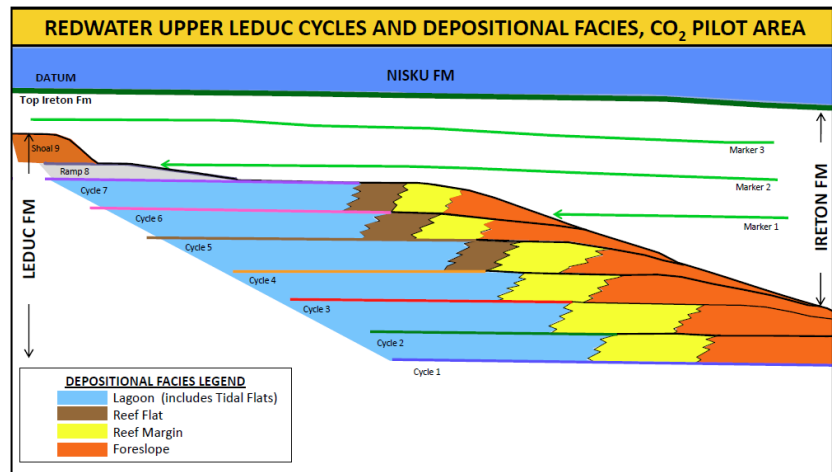 REDWATER UPPER LEDUC CYCLES AND DEPOSITIONAL FACIES, CO₂ PILOT AREA
DATUM
NISKU FM
Top Ireton Fm
Shoal 9
Marker 3
Ramp 8
Marker 2
Cycle 7
Cycle 6
Marker 1
Cycle 5
Cycle 4
Cycle 3
Cycle 2
Cycle 1
LEDUC FM
IRETON FM
DEPOSITIONAL FACIES LEGEND
Lagoon (includes Tidal Flats)
Reef Flat
Reef Margin
Foreslope